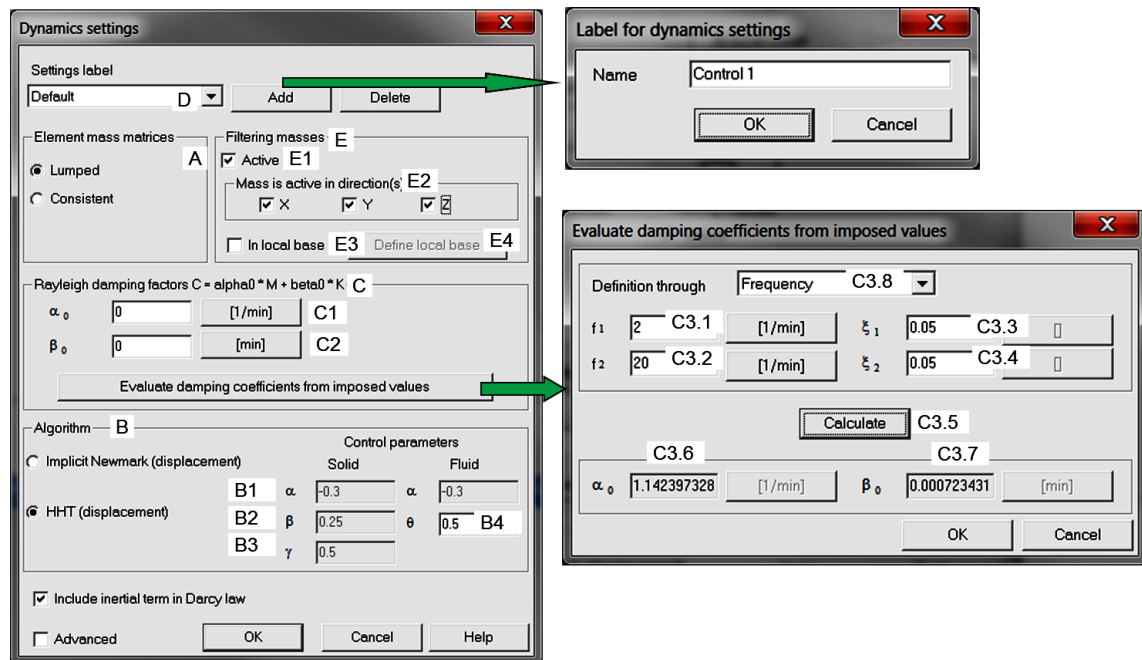 Dynamics settings
X
Settings label
Default
D
Add
Delete
Element mass matrices
A
Lumped
Consistent
Filtering masses
E
Active
E1
Mass is active in direction(s)
E2
X
Y
Z
In local base
E3
Define local base
E4
Rayleigh damping factors C = alpha0 * M + beta0 * K
C
α 0
0
[1/min]
C1
β 0
0
[min]
C2
Evaluate damping coefficients from imposed values
Algorithm
B
Control parameters
Implicit Newmark (displacement)
Solid
Fluid
HHT (displacement)
B1
α
-0.3
α
-0.3
B2
β
0.25
θ
0.5
B4
B3
γ
0.5
Include inertial term in Darcy law
Advanced
OK
Cancel
Help
Label for dynamics settings
X
Name
Control 1
OK
Cancel
Evaluate damping coefficients from imposed values
X
Definition through
Frequency
C3.8
f1
2
C3.1
[1/min]
ξ 1
0.05
C3.3
[]
f2
20
C3.2
[1/min]
ξ 2
0.05
C3.4
[]
Calculate
C3.5
C3.6
C3.7
α 0
1.142397328
[1/min]
β 0
0.000723431
[min]
OK
Cancel